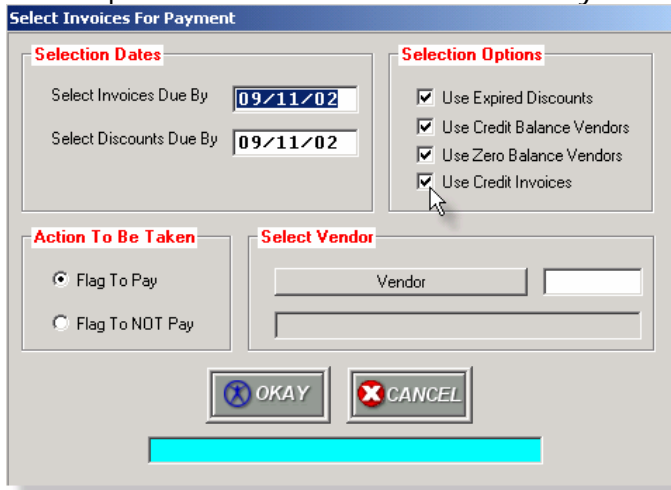 Select Invoices For Payment
Selection Dates
Select Invoices Due By 09/11/02
Select Discounts Due By 09/11/02
Selection Options
Use Expired Discounts
Use Credit Balance Vendors
Use Zero Balance Vendors
Use Credit Invoices
Action To Be Taken
Flag To Pay
Flag To NOT Pay
Select Vendor
Vendor
OKAY
CANCEL